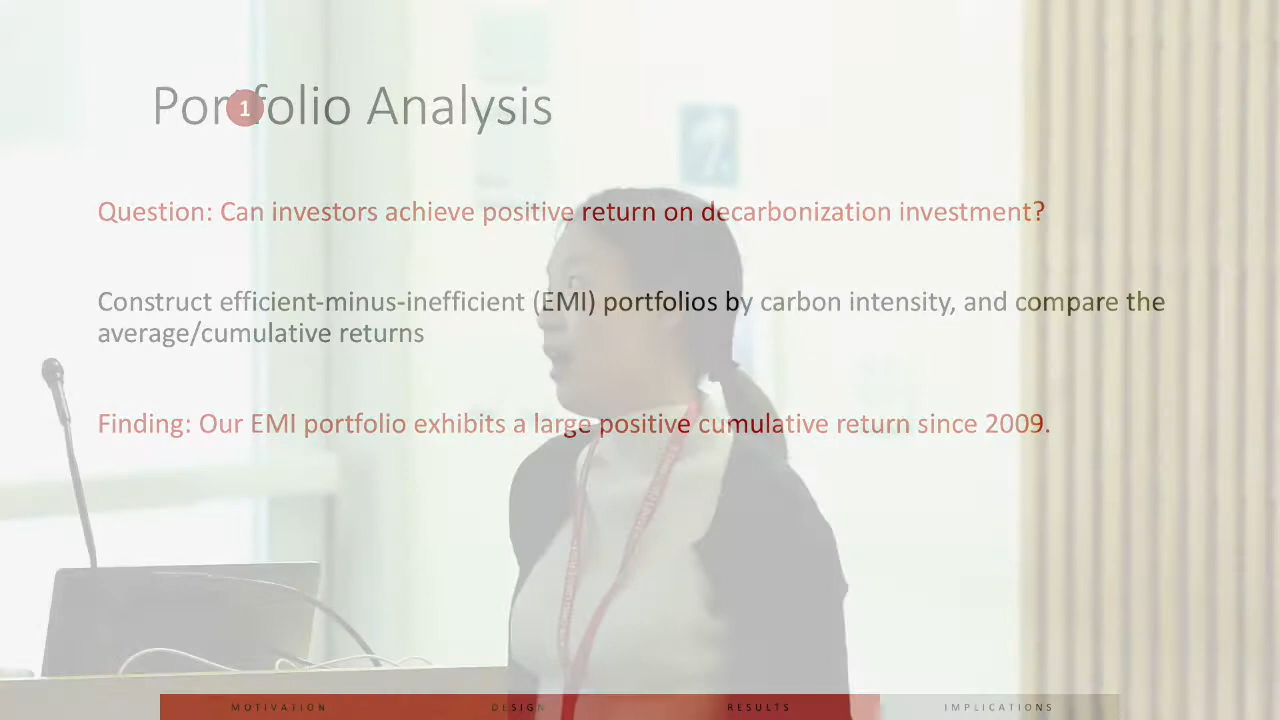 Portfolio Analysis
1
Question: Can investors achieve positive return on decarbonization investment?
Construct efficient-minus-inefficient (EMI) portfolios by carbon intensity, and compare the
average/cumulative returns
Finding: Our EMI portfolio exhibits a large positive cumulative return since 2009.
MOTIVATION DESIGN RESULTS IMPLICATIONS